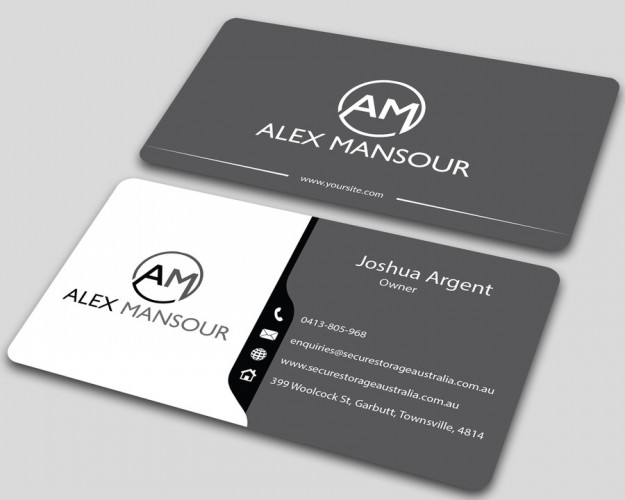 AM
ALEX MANSOUR
www.yoursite.com
AM
ALEX MANSOUR
Joshua Argent
Owner
0413-805-968
enquiries@securestorageaustralia.com.au
www.securestorageaustralia.com.au
399 Woolcock St, Garbutt, Townsville, 4814